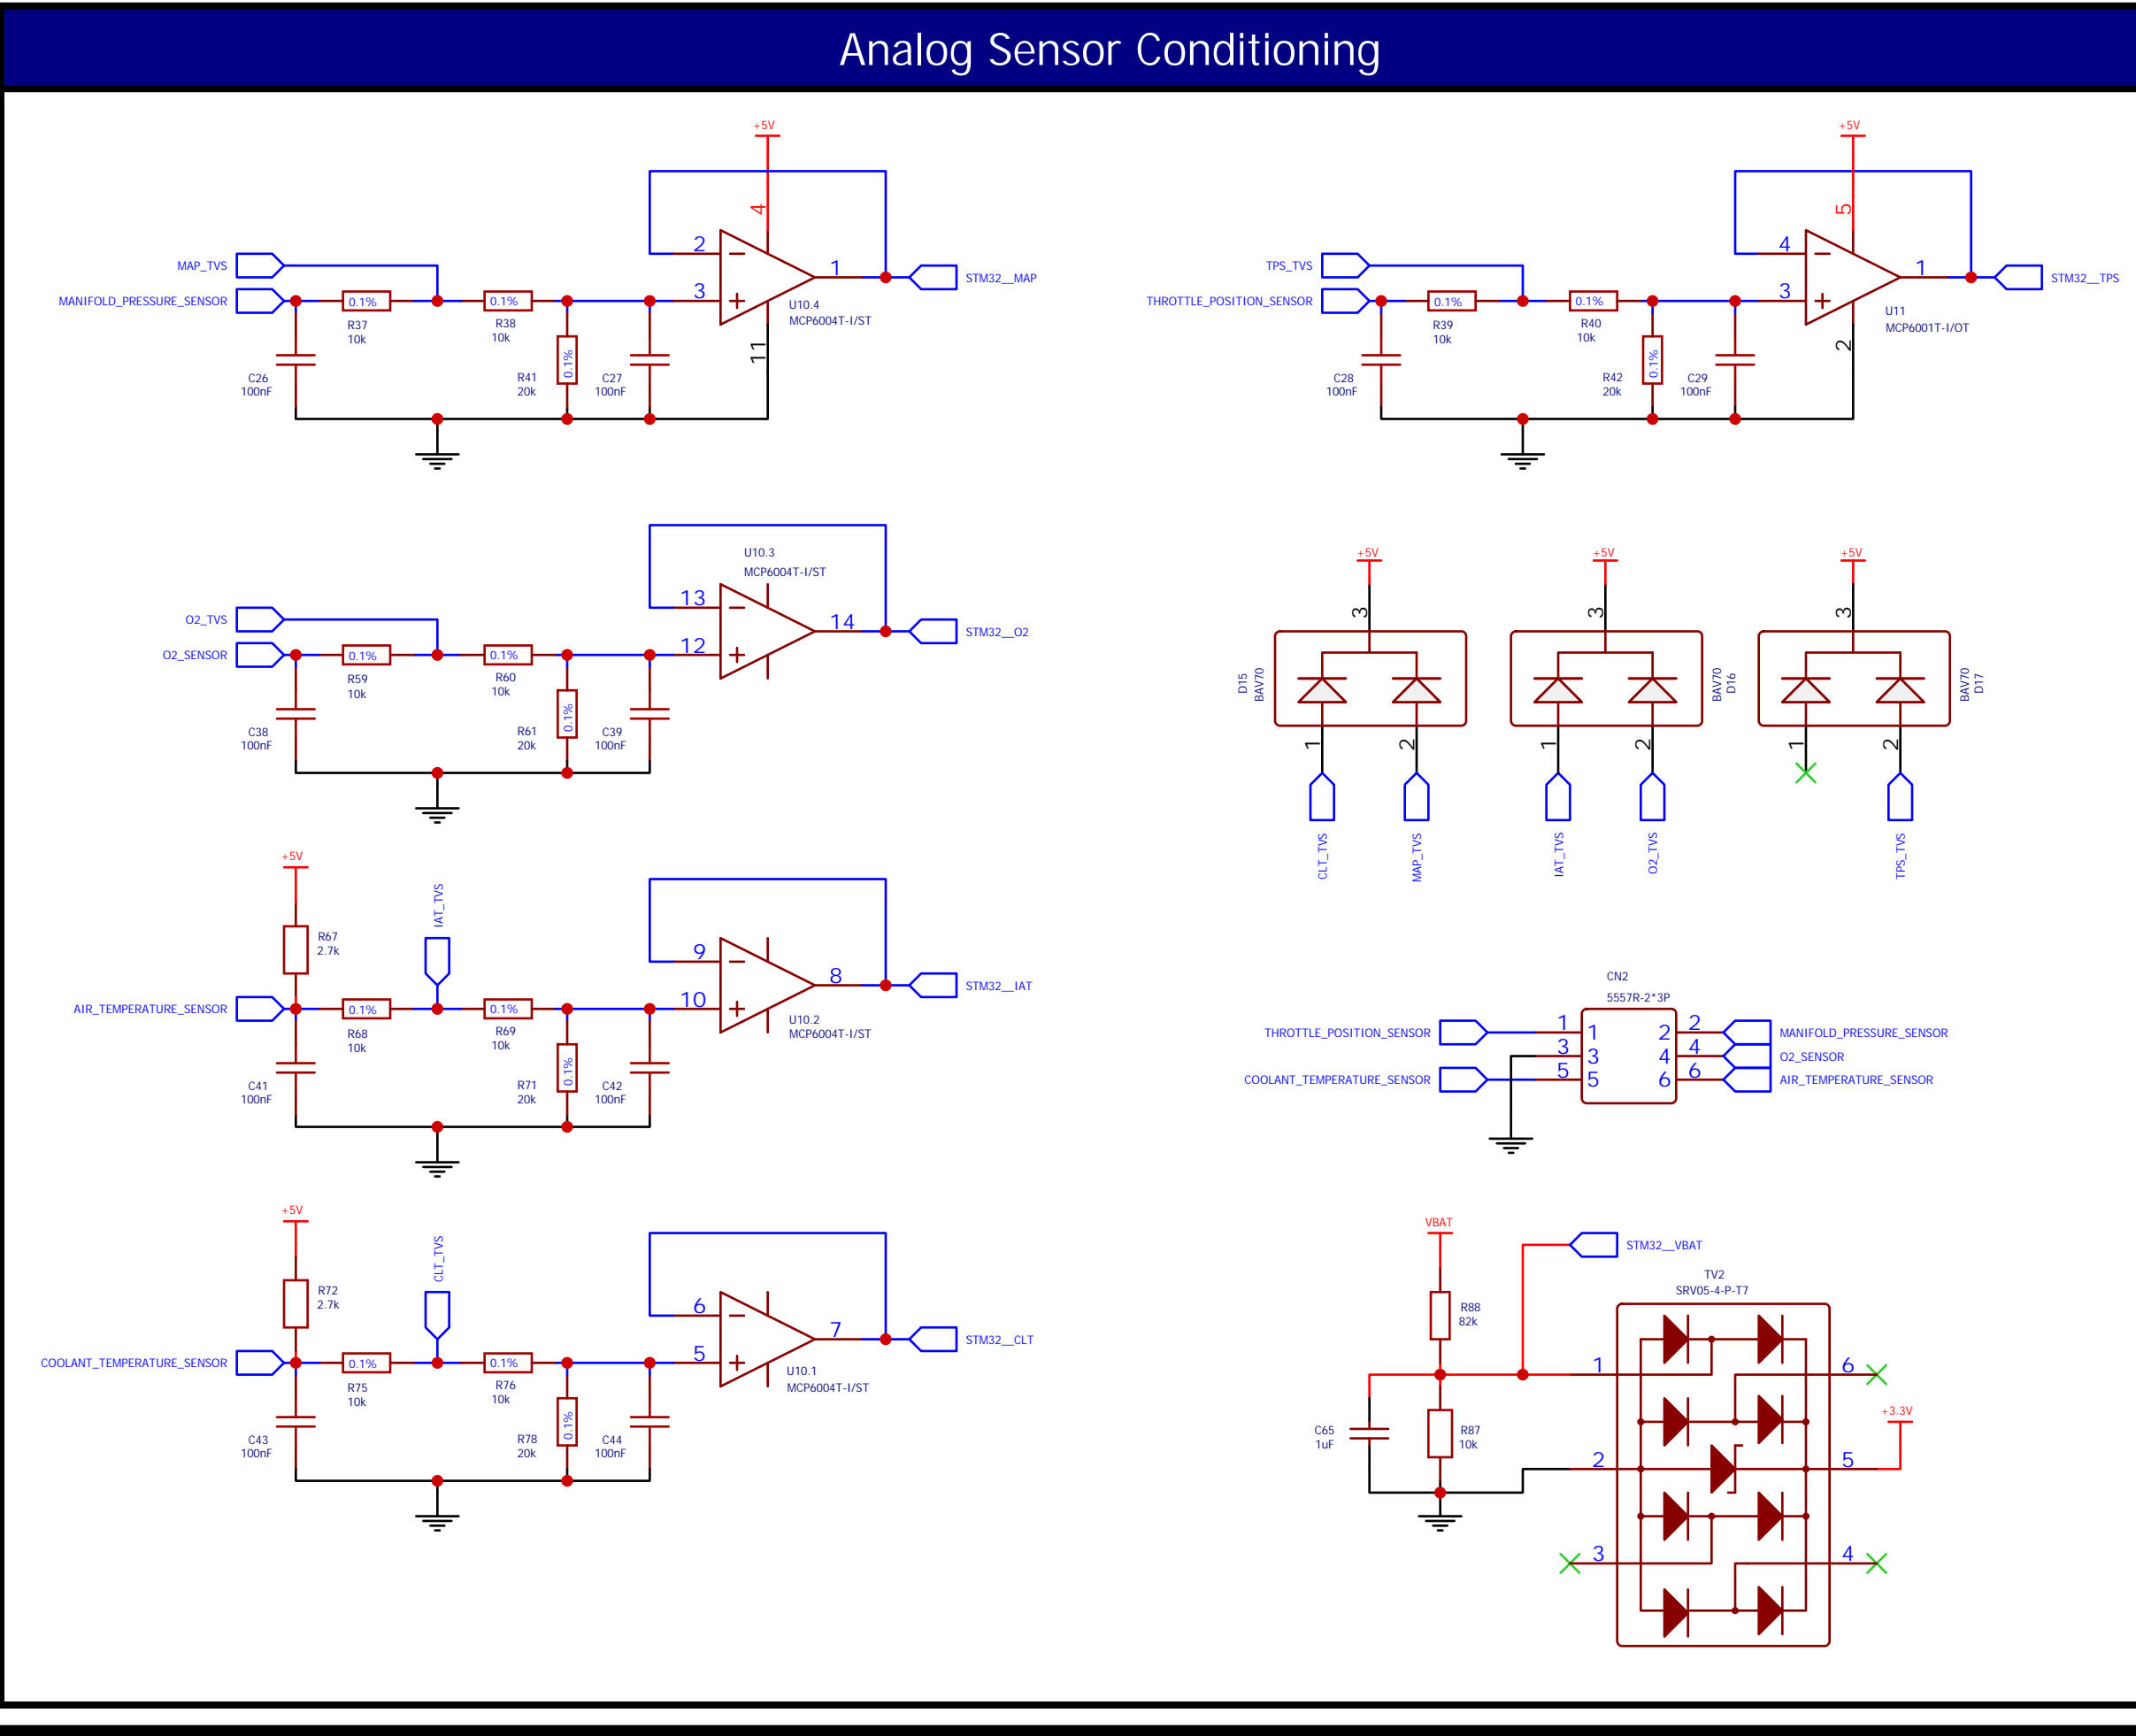 Analog Sensor Conditioning
+5V
4
2
3
1
11
MAP_TVS
MANIFOLD_PRESSURE_SENSOR
0.1%
R37
10k
0.1%
R38
10k
0.1%
R41
20k
C26
100nF
C27
100nF
U10.4
MCP6004T-I/ST
STM32__MAP
+5V
5
4
3
1
2
TPS_TVS
THROTTLE_POSITION_SENSOR
0.1%
R39
10k
0.1%
R40
10k
0.1%
R42
20k
C28
100nF
C29
100nF
U11
MCP6001T-I/OT
STM32__TPS
O2_TVS
O2_SENSOR
0.1%
R59
10k
0.1%
R60
10k
0.1%
R61
20k
C38
100nF
C39
100nF
13
12
14
U10.3
MCP6004T-I/ST
STM32__O2
+5V
3
D15
BAV70
1
2
CLT_TVS
MAP_TVS
+5V
3
BAV70
D16
1
2
IAT_TVS
O2_TVS
+5V
3
BAV70
D17
1
2
TPS_TVS
+5V
R67
2.7k
IAT_TVS
AIR_TEMPERATURE_SENSOR
0.1%
R68
10k
0.1%
R69
10k
0.1%
R71
20k
C41
100nF
C42
100nF
9
10
8
U10.2
MCP6004T-I/ST
STM32__IAT
CN2
5557R-2*3P
THROTTLE_POSITION_SENSOR
1
1
2
2
MANIFOLD_PRESSURE_SENSOR
3
3
4
4
O2_SENSOR
COOLANT_TEMPERATURE_SENSOR
5
5
6
6
AIR_TEMPERATURE_SENSOR
+5V
R72
2.7k
CLT_TVS
COOLANT_TEMPERATURE_SENSOR
0.1%
R75
10k
0.1%
R76
10k
0.1%
R78
20k
C43
100nF
C44
100nF
6
5
7
U10.1
MCP6004T-I/ST
STM32__CLT
VBAT
STM32__VBAT
R88
82k
C65
1uF
R87
10k
TV2
SRV05-4-P-T7
1
6
+3.3V
2
5
3
4